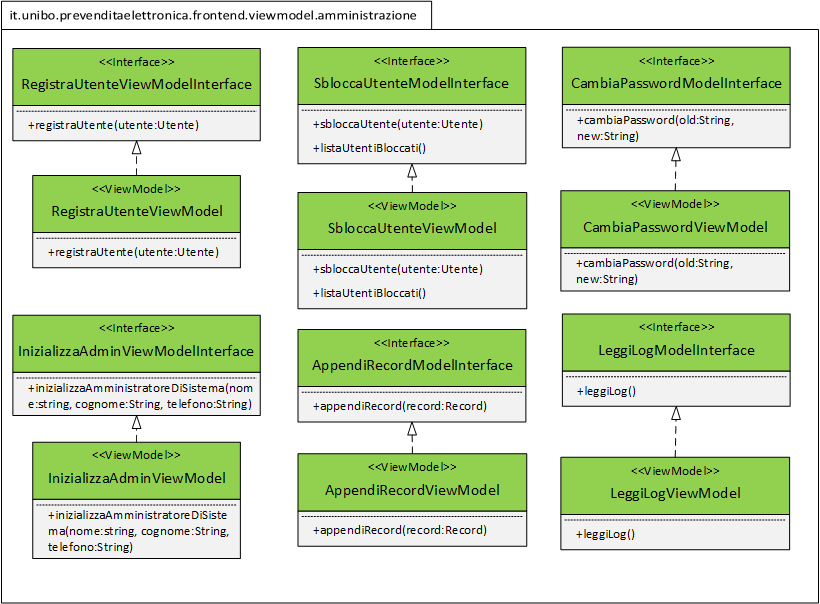 it.unibo.prevenditaelettronica.frontend.viewmodel.amministrazione
<<Interface>>
RegistraUtenteViewModelInterface
+registraUtente(utente:Utente)
<<ViewModel>>
RegistraUtenteViewModel
+registraUtente(utente:Utente)
<<Interface>>
SbloccaUtenteModelInterface
+sbloccaUtente(utente:Utente)
+listaUtentiBloccati()
<<ViewModel>>
SbloccaUtenteViewModel
+sbloccaUtente(utente:Utente)
+listaUtentiBloccati()
<<Interface>>
CambiaPasswordModelInterface
+cambiaPassword(old:String,
new:String)
<<ViewModel>>
CambiaPasswordViewModel
+cambiaPassword(old:String,
new:String)
<<Interface>>
InizializzaAdminViewModelInterface
+inizializzaAmministratoreDiSistema(nom
e:string, cognome:String, telefono:String)
<<ViewModel>>
InizializzaAdminViewModel
+inizializzaAmministratoreDiSiste
ma(nome:string, cognome:String,
telefono:String)
<<Interface>>
AppendiRecordModelInterface
+appendiRecord(record:Record)
<<ViewModel>>
AppendiRecordViewModel
+appendiRecord(record:Record)
<<Interface>>
LeggiLogModelInterface
+leggiLog()
<<ViewModel>>
LeggiLogViewModel
+leggiLog()